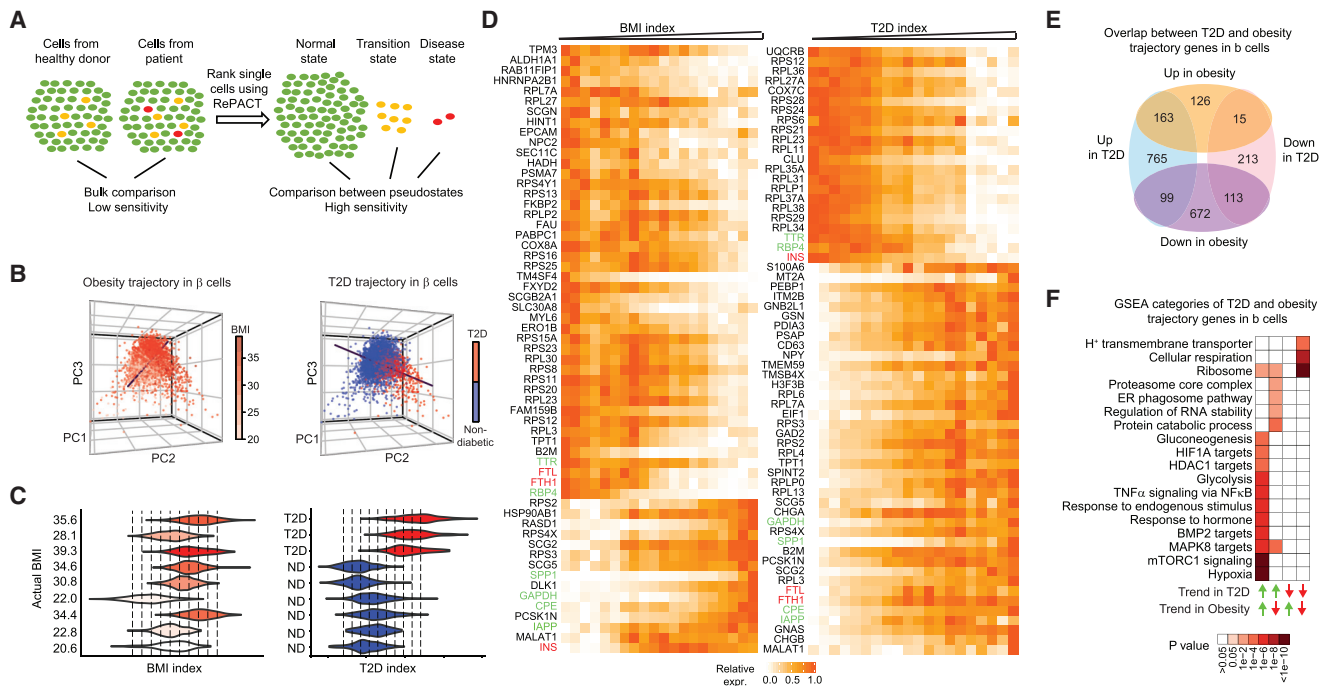 A
Cells from
healthy donor
Cells from
patient
Rank single
cells using
RePACT
Normal
state
Transition
state
Disease
state
Bulk comparison
Low sensitivity
Comparison between pseudostates
High sensitivity
B
Obesity trajectory in β cells
T2D trajectory in β cells
PC3
PC1
PC2
BMI
35
30
25
20
PC3
PC1
PC2
T2D
Non-
diabetic
C
Actual BMI
35.6
28.1
39.3
34.6
30.8
22.0
34.4
22.8
20.6
BMI index
T2D
T2D
T2D
ND
ND
ND
ND
ND
ND
T2D index
D
BMI index
TPM3
ALDH1A1
RAB11FIP1
HNRNPA2B1
RPL7A
RPL27
SCGN
HINT1
EPCAM
NPC2
SEC11C
HADH
PSMA7
RPS4Y1
RPS13
FKBP2
RPLP2
FAU
PABPC1
COX8A
RPS16
RPS25
TM4SF4
FXYD2
SCGB2A1
SLC30A8
MYL6
ERO1B
RPS15A
RPS23
RPL30
RPS8
RPS11
RPS20
RPL23
FAM159B
RPS12
RPL3
TPT1
B2M
TTR
FTL
FTH1
RBP4
RPS2
HSP90AB1
RASD1
RPS4X
SCG2
RPS3
SCG5
SPP1
DLK1
GAPDH
CPE
PCSK1N
IAPP
MALAT1
INS
T2D index
UQCRB
RPS12
RPL36
RPL27A
COX7C
RPS28
RPS24
RPS6
RPS21
RPL23
RPL11
CLU
RPL35A
RPL31
RPLP1
RPL37A
RPL38
RPS29
RPL34
TTR
RBP4
INS
S100A6
MT2A
PEBP1
ITM2B
GNB2L1
GSN
PDIA3
PSAP
CD63
NPY
TMEM59
TMSB4X
H3F3B
RPL6
RPL7A
EIF1
RPS3
GAD2
RPS2
RPL4
TPT1
SPINT2
RPLP0
RPL13
SCG5
CHGA
GAPDH
RPS4X
SPP1
B2M
PCSK1N
SCG2
RPL3
FTL
FTH1
CPE
IAPP
GNAS
CHGB
MALAT1
Relative
expr.
0.0 0.5 1.0
E
Overlap between T2D and obesity
trajectory genes in b cells
Up in obesity
126
163
15
Up
in T2D
765
213
Down
in T2D
99
113
672
Down in obesity
F
GSEA categories of T2D and obesity
trajectory genes in b cells
H⁺ transmembrane transporter
Cellular respiration
Ribosome
Proteasome core complex
ER phagosome pathway
Regulation of RNA stability
Protein catabolic process
Gluconeogenesis
HIF1A targets
HDAC1 targets
Glycolysis
TNFα signaling via NFκB
Response to endogenous stimulus
Response to hormone
BMP2 targets
MAPK8 targets
mTORC1 signaling
Hypoxia
Trend in T2D ↑ ↑ ↓ ↓
Trend in Obesity ↑ ↓ ↑ ↓
P value
>0.05
0.05
1e-2
1e-4
1e-6
1e-8
<1e-10